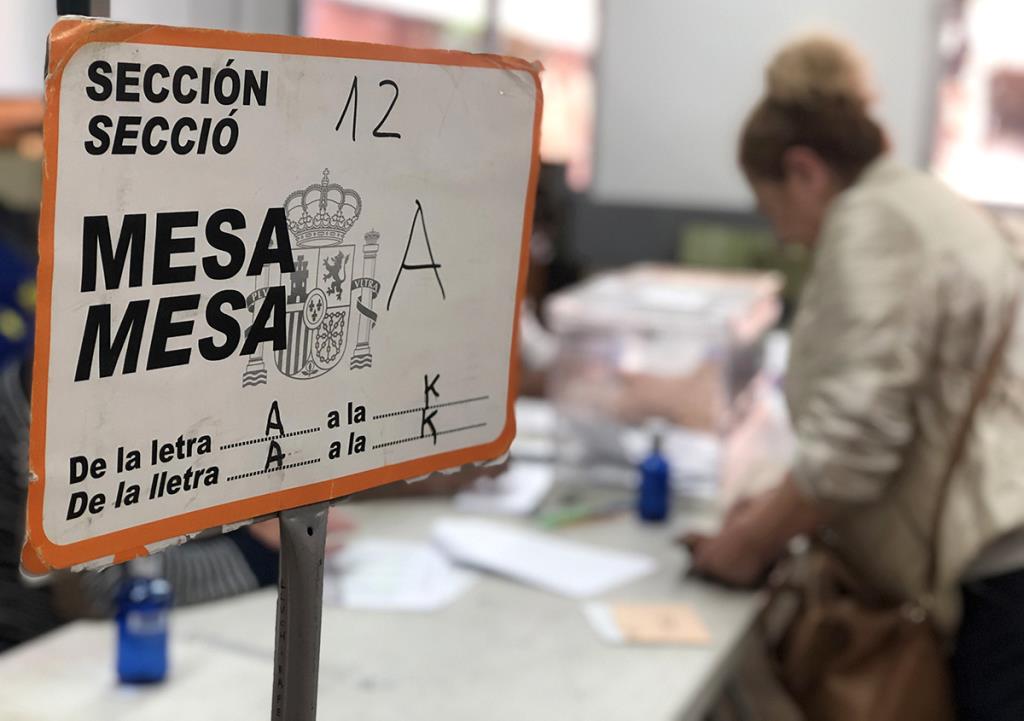 SECCIÓN 12
SECCIÓ
MESA A
MESA
De la letra A a la K
De la lletra A a la K